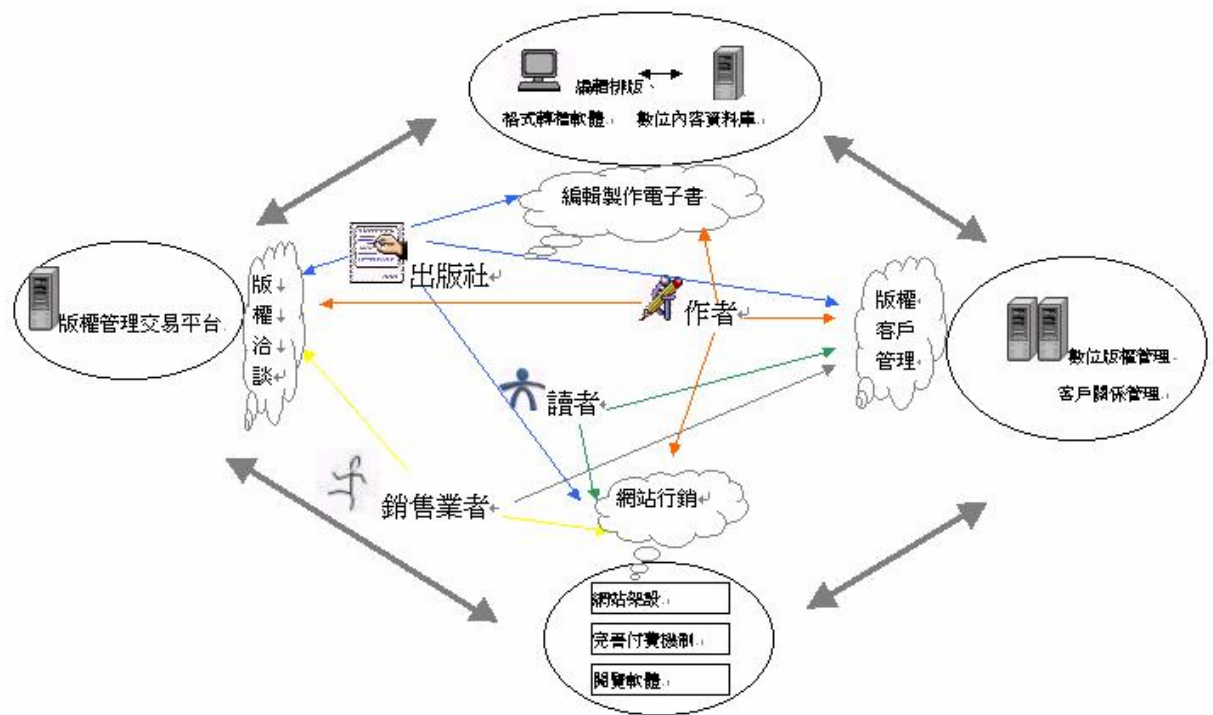 編輯排版、
格式轉檔軟體
數位內容資料庫
編輯製作電子書
出版社
版權洽談
版權管理交易平台
作者
版權
客戶
管理
數位版權管理
客戶關係管理
讀者
銷售業者
網站行銷
網站架設
完善付費機制
閱覽軟體